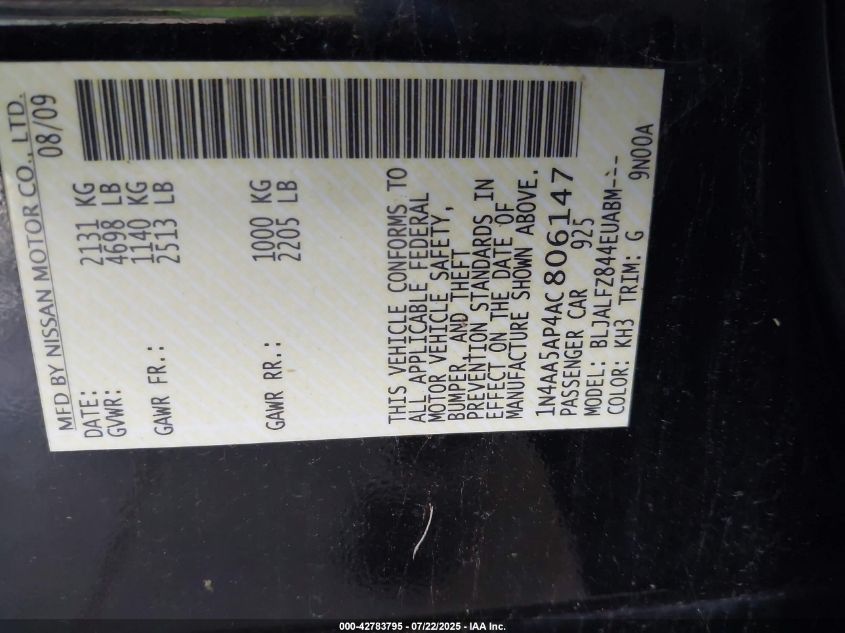 MFD BY NISSAN MOTOR CO., LTD.
DATE: 08/09
GVWR: 2131 KG
4698 LB
GAWR FR.: 1140 KG
2513 LB
GAWR RR.: 1000 KG
2205 LB
THIS VEHICLE CONFORMS TO
ALL APPLICABLE FEDERAL
MOTOR VEHICLE SAFETY,
BUMPER, AND THEFT
PREVENTION STANDARDS IN
EFFECT ON THE DATE OF
MANUFACTURE SHOWN ABOVE.
1N4AA5AP4AC806147
PASSENGER CAR 925
MODEL: BLJALFZ844EUABM---
COLOR: KH3 TRIM: G 9N00A
000-42783795 - 07/22/2025 - IAA Inc.